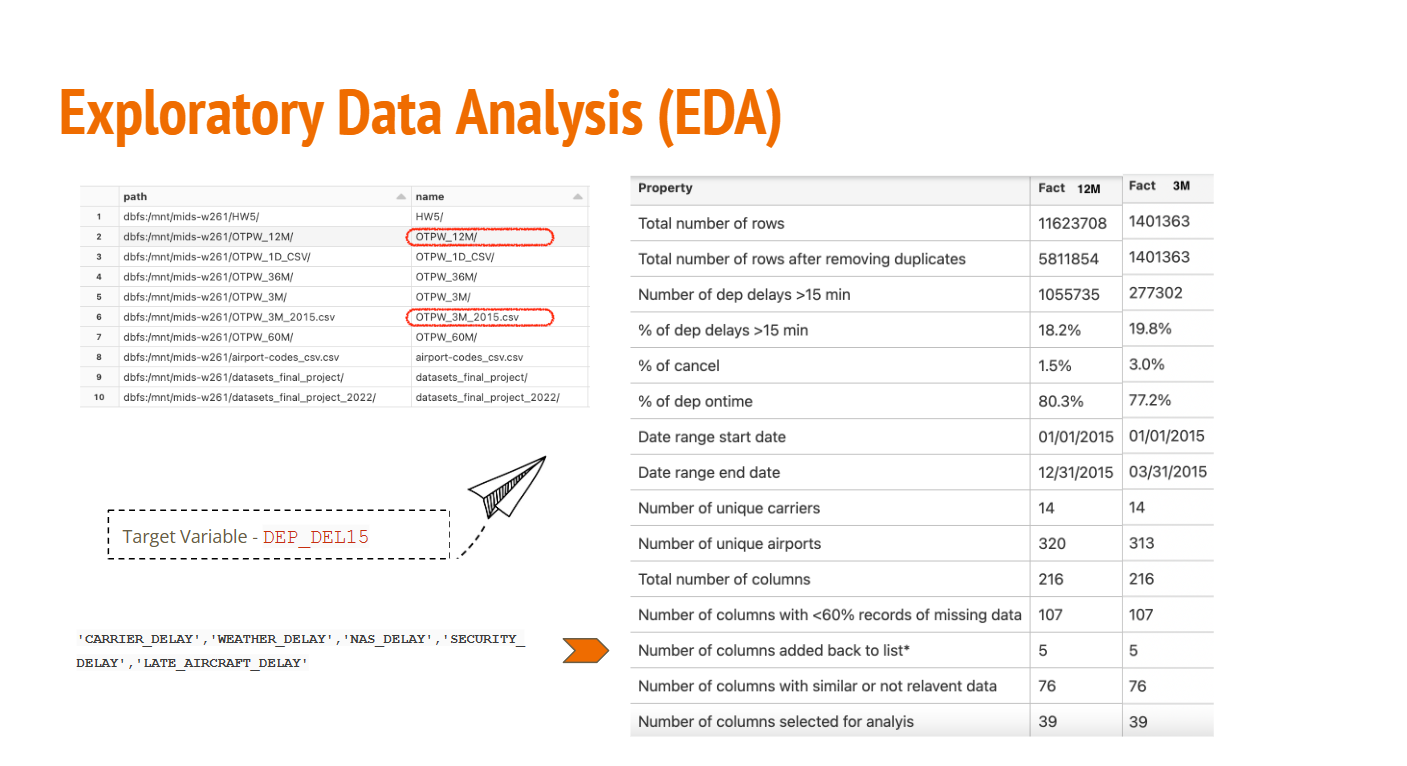 Exploratory Data Analysis (EDA)
path name
1 dbfs:/mnt/mids-w261/HW5/ HW5/
2 dbfs:/mnt/mids-w261/OTPW_12M/ OTPW_12M/
3 dbfs:/mnt/mids-w261/OTPW_1D_CSV/ OTPW_1D_CSV/
4 dbfs:/mnt/mids-w261/OTPW_36M/ OTPW_36M/
5 dbfs:/mnt/mids-w261/OTPW_3M/ OTPW_3M/
6 dbfs:/mnt/mids-w261/OTPW_3M_2015.csv OTPW_3M_2015.csv
7 dbfs:/mnt/mids-w261/OTPW_60M/ OTPW_60M/
8 dbfs:/mnt/mids-w261/airport-codes_csv.csv airport-codes_csv.csv
9 dbfs:/mnt/mids-w261/datasets_final_project/ datasets_final_project/
10 dbfs:/mnt/mids-w261/datasets_final_project_2022/ datasets_final_project_2022/
Target Variable - DEP_DEL15
'CARRIER_DELAY','WEATHER_DELAY','NAS_DELAY','SECURITY_
DELAY','LATE_AIRCRAFT_DELAY'
Property Fact 12M Fact 3M
Total number of rows 11623708 1401363
Total number of rows after removing duplicates 5811854 1401363
Number of dep delays >15 min 1055735 277302
% of dep delays >15 min 18.2% 19.8%
% of cancel 1.5% 3.0%
% of dep ontime 80.3% 77.2%
Date range start date 01/01/2015 01/01/2015
Date range end date 12/31/2015 03/31/2015
Number of unique carriers 14 14
Number of unique airports 320 313
Total number of columns 216 216
Number of columns with <60% records of missing data 107 107
Number of columns added back to list* 5 5
Number of columns with similar or not relavent data 76 76
Number of columns selected for analyis 39 39